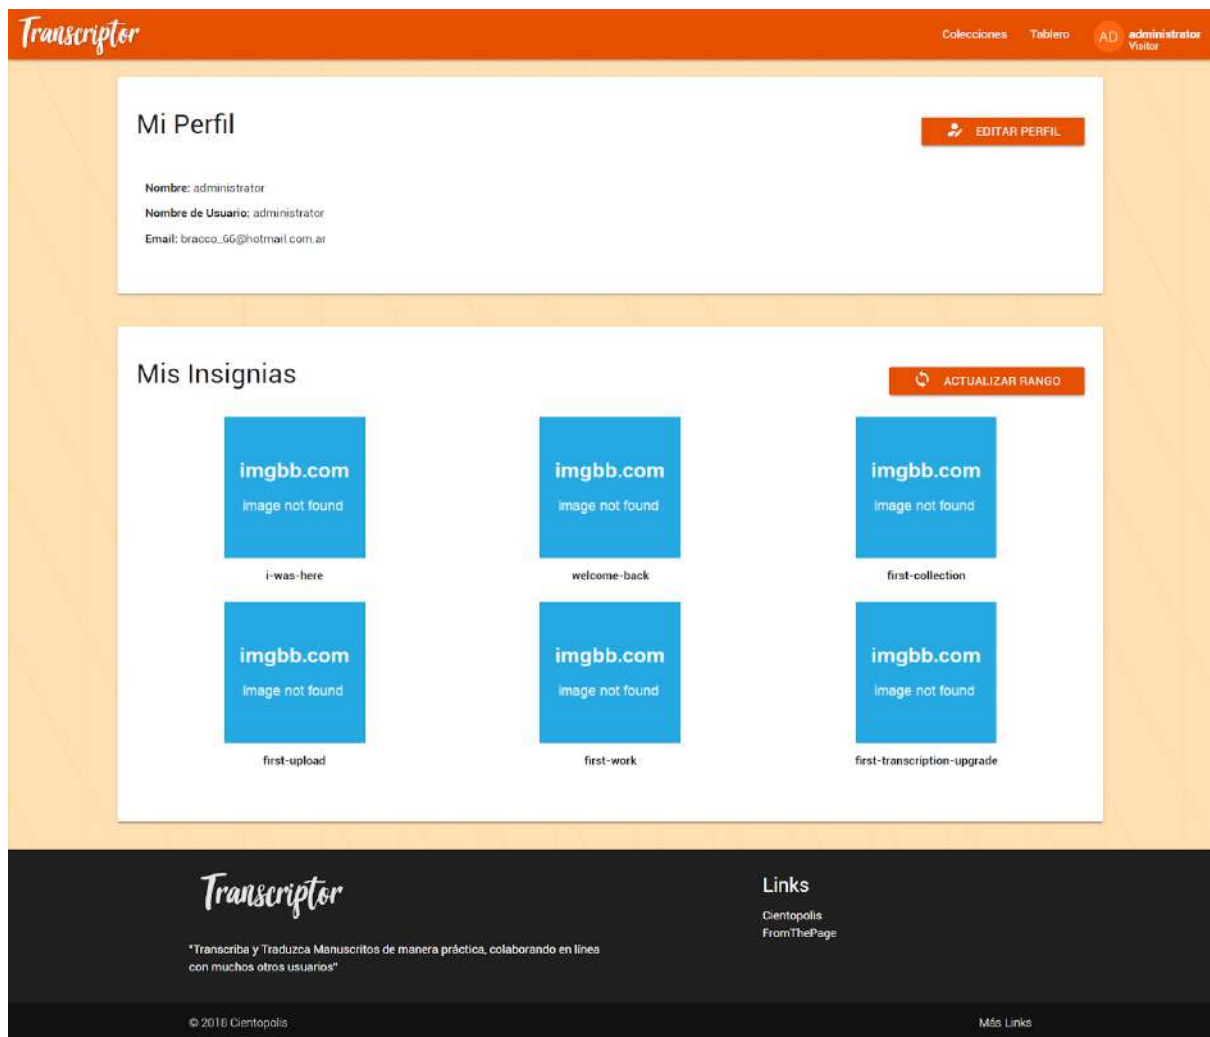 Transcriptor
Colecciones Tablero AD administrator
Visitor
Mi Perfil
EDITAR PERFIL
Nombre: administrator
Nombre de Usuario: administrator
Email: bracco_66@hotmail.com.ar
Mis Insignias
ACTUALIZAR RANGO
imgbb.com imgbb.com imgbb.com
image not found image not found image not found
i-was-here welcome-back first-collection
imgbb.com imgbb.com imgbb.com
image not found image not found image not found
first-upload first-work first-transcription-upgrade
Transcriptor
"Transcriba y Traduzca Manuscritos de manera práctica, colaborando en línea
con muchos otros usuarios"
Links
Cientopolis
FromThePage
© 2018 Cientopolis
Más Links